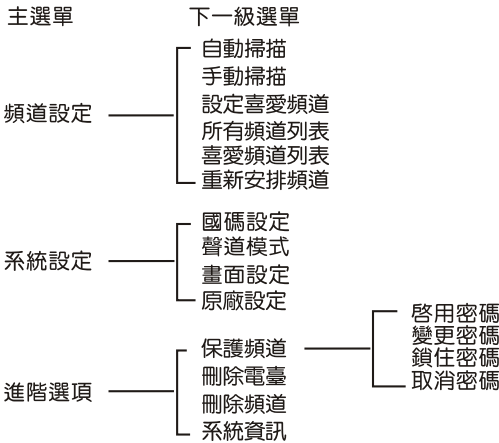 主選單
下一級選單
頻道設定
自動掃描
手動掃描
設定喜愛頻道
所有頻道列表
喜愛頻道列表
重新安排頻道
系統設定
國碼設定
聲道模式
畫面設定
原廠設定
進階選項
保護頻道
刪除電臺
刪除頻道
系統資訊
啓用密碼
變更密碼
鎖住密碼
取消密碼